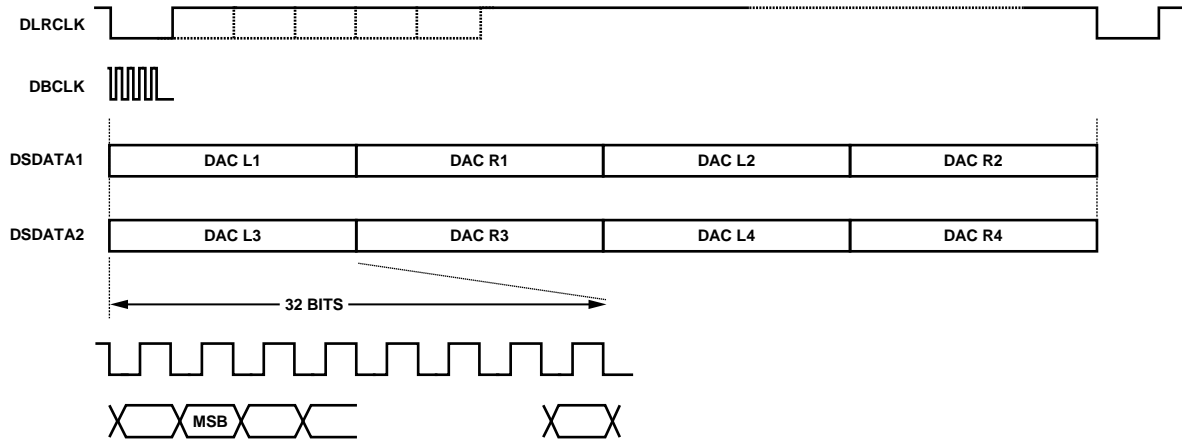 DLRCLK
DBCLK
DSDATA1 DAC L1 DAC R1 DAC L2 DAC R2
DSDATA2 DAC L3 DAC R3 DAC L4 DAC R4
32 BITS
MSB